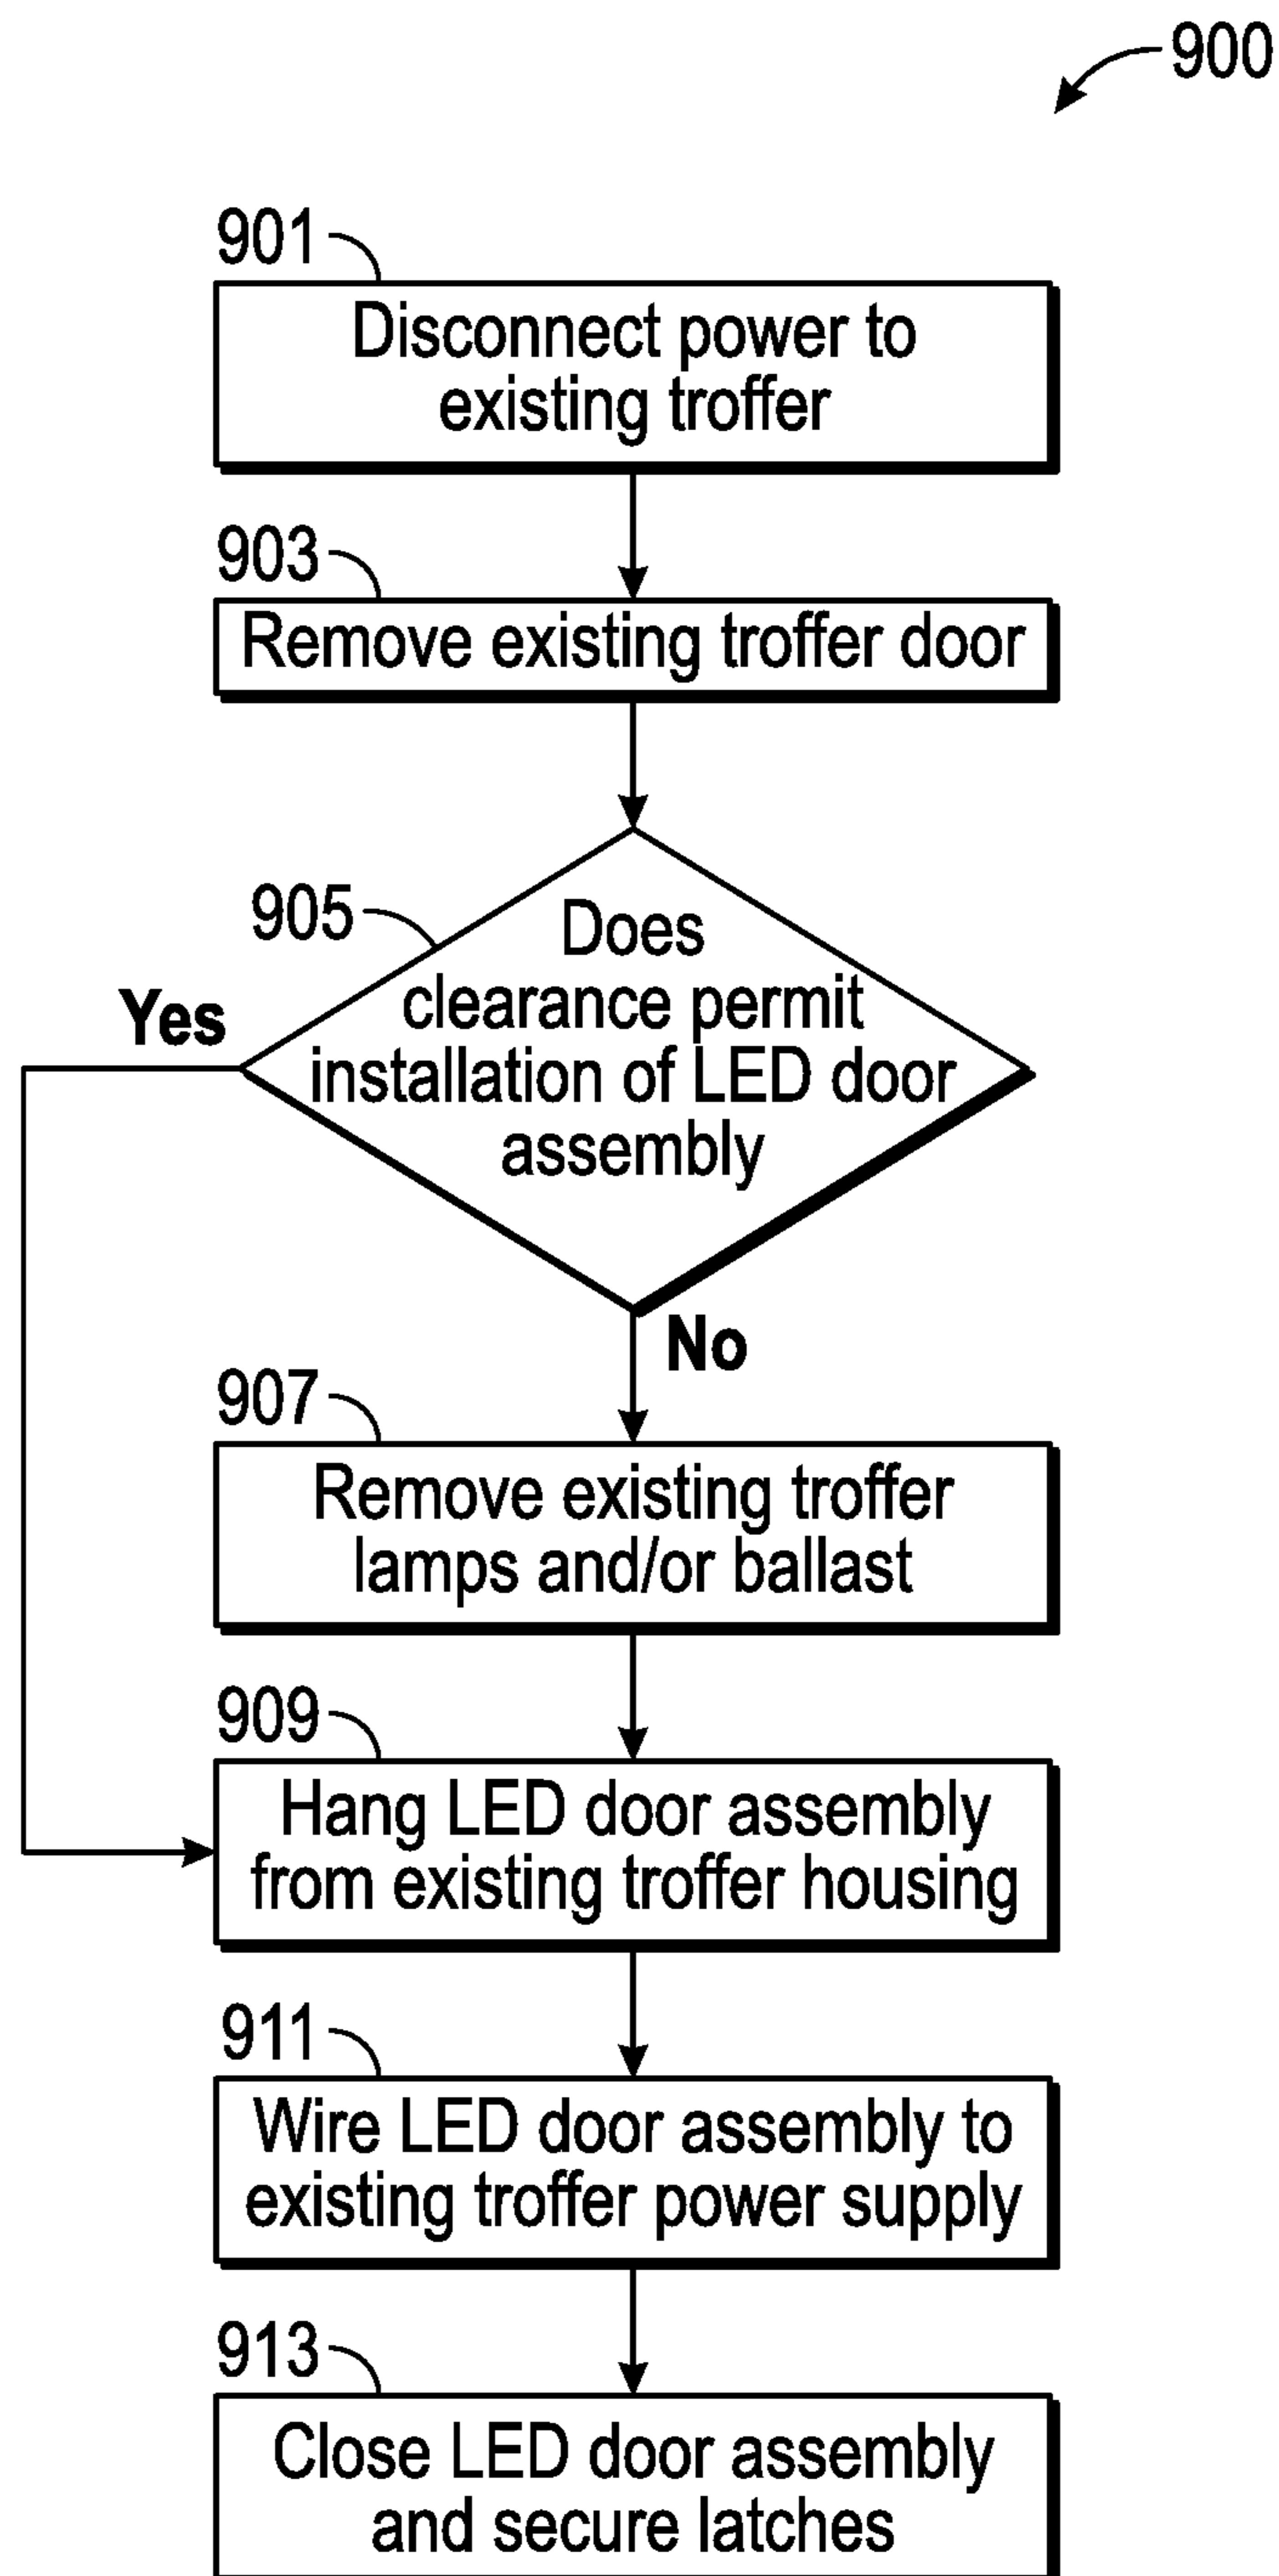 900
901
Disconnect power to
existing troffer
903
Remove existing troffer door
905
Does
clearance permit
installation of LED door
assembly
Yes
No
907
Remove existing troffer
lamps and/or ballast
909
Hang LED door assembly
from existing troffer housing
911
Wire LED door assembly to
existing troffer power supply
913
Close LED door assembly
and secure latches